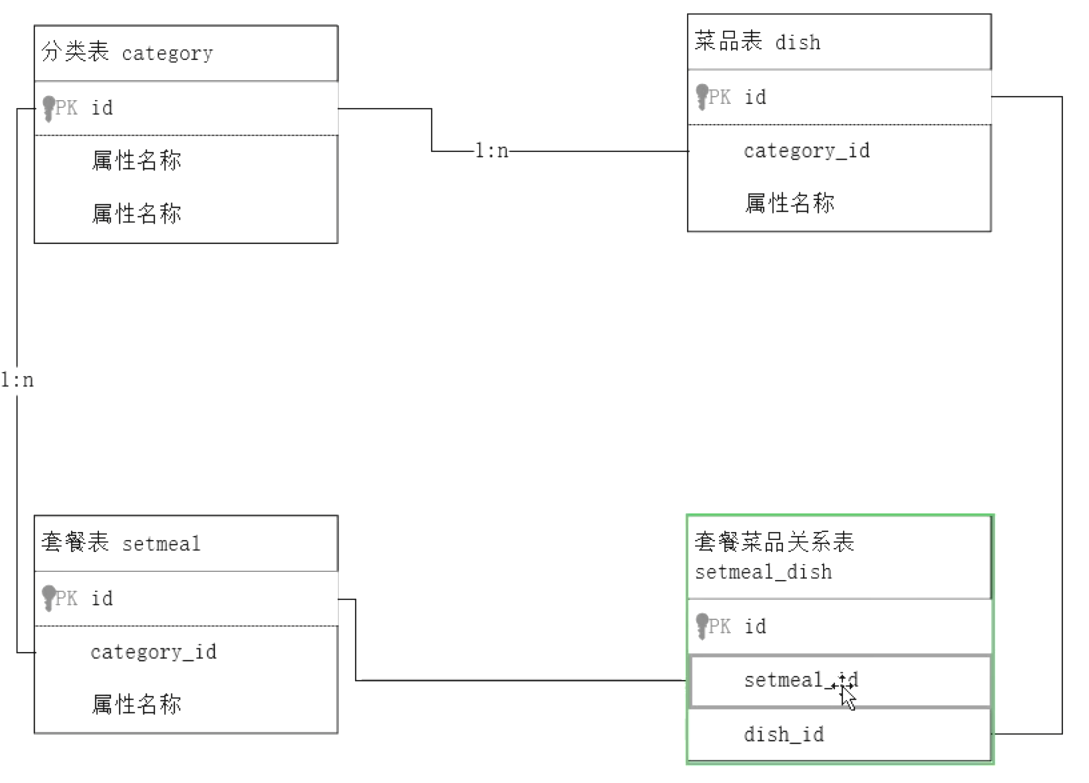 分类表 category
PK id
属性名称
属性名称
1:n
菜品表 dish
PK id
category_id
属性名称
1:n
套餐表 setmeal
PK id
category_id
属性名称
套餐菜品关系表
setmeal_dish
PK id
setmeal_id
dish_id